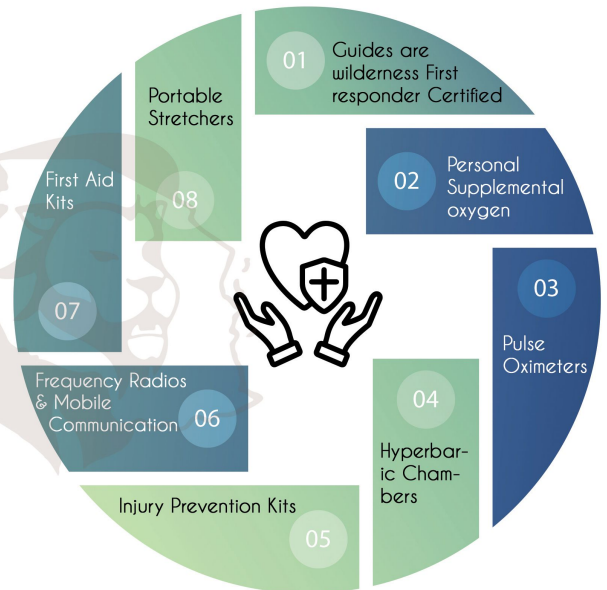 01
Guides are
wilderness First
responder Certified
02
Personal
Supplemental
oxygen
03
Pulse
Oximeters
04
Hyperbar-
ic Cham-
bers
05
Injury Prevention Kits
06
Frequency Radios
& Mobile
Communication
07
First Aid
Kits
08
Portable
Stretchers